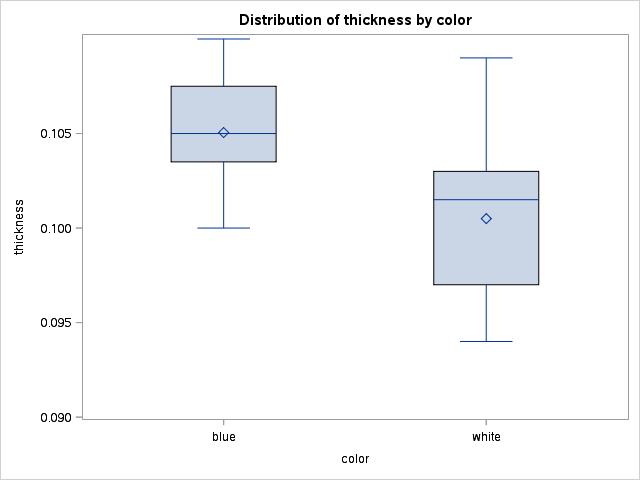 Distribution of thickness by color
thickness
0.105
0.100
0.095
0.090
blue
white
color